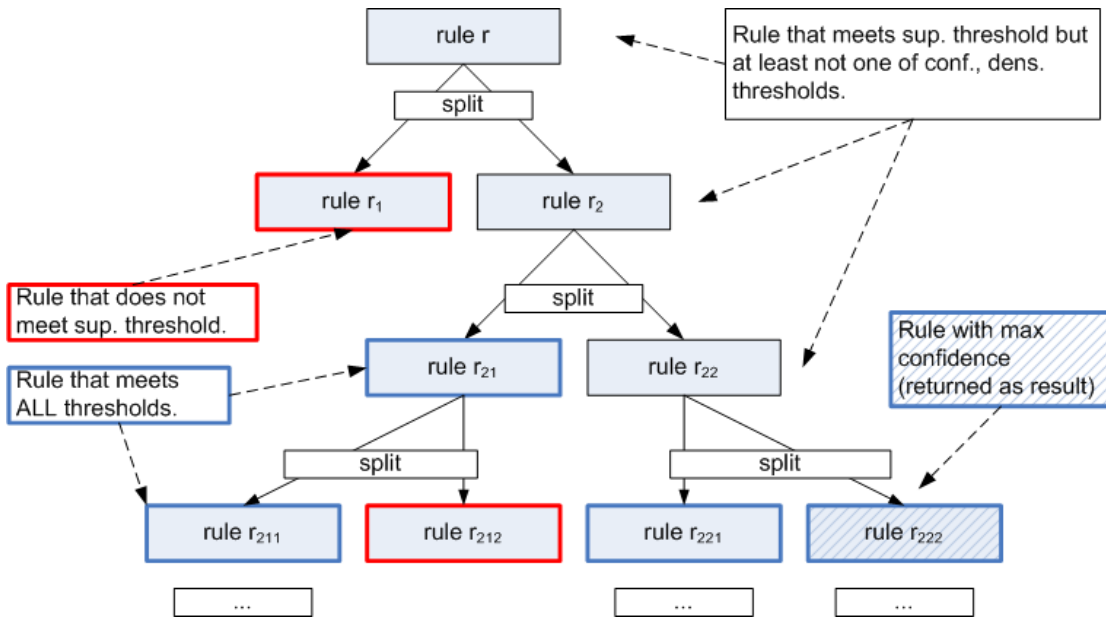 rule r
Rule that meets sup. threshold but
at least not one of conf., dens.
thresholds.
split
rule r₁
rule r₂
Rule that does not
meet sup. threshold.
split
Rule with max
confidence
(returned as result)
rule r₂₁
rule r₂₂
Rule that meets
ALL thresholds.
split
split
rule r₂₁₁
rule r₂₁₂
rule r₂₂₁
rule r₂₂₂
...
...
...